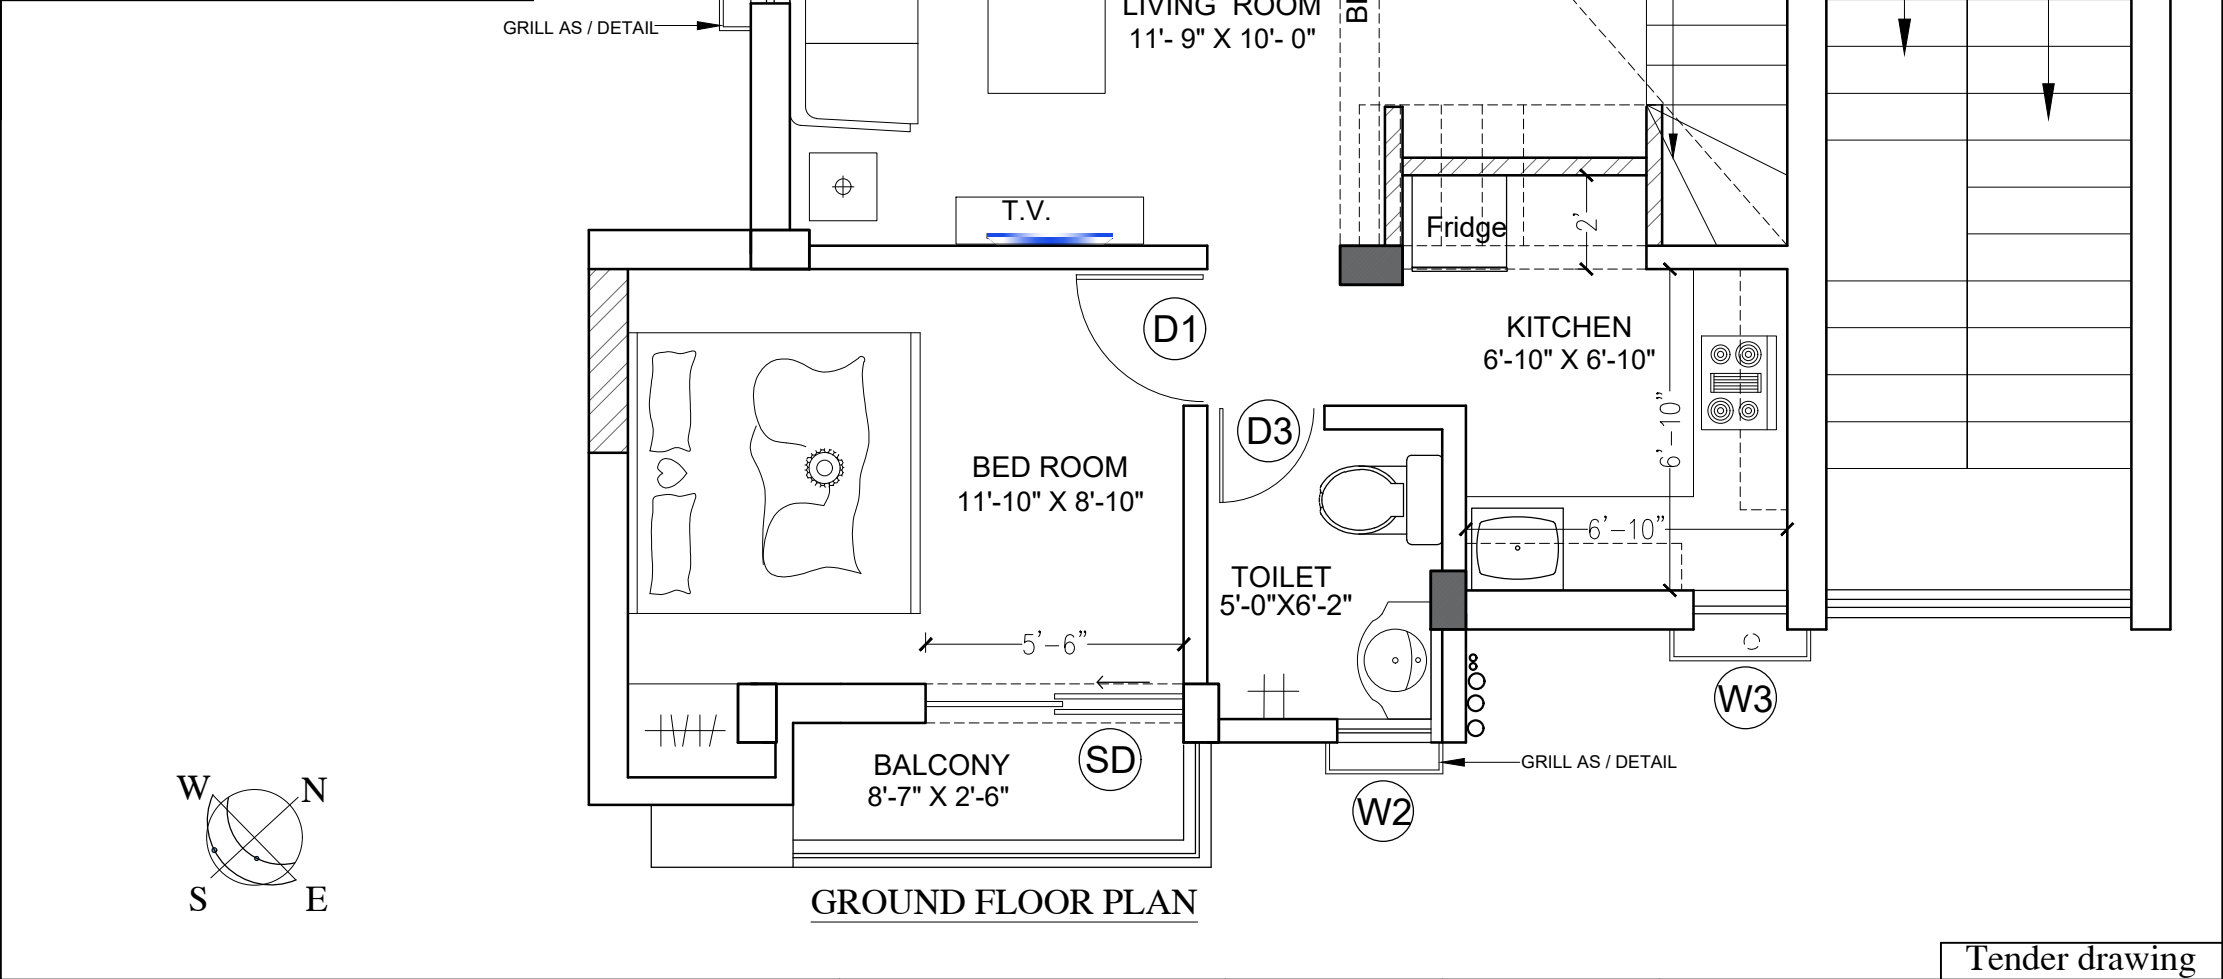 LIVING ROOM
11'- 9" X 10'- 0"
GRILL AS / DETAIL
T.V.
Fridge
2'
D1
KITCHEN
6'-10" X 6'-10"
6'-10"
D3
BED ROOM
11'-10" X 8'-10"
6'-10"
TOILET
5'-0"X6'-2"
5'-6"
W3
SD
BALCONY
8'-7" X 2'-6"
GRILL AS / DETAIL
W2
W
N
S
E
GROUND FLOOR PLAN
Tender drawing